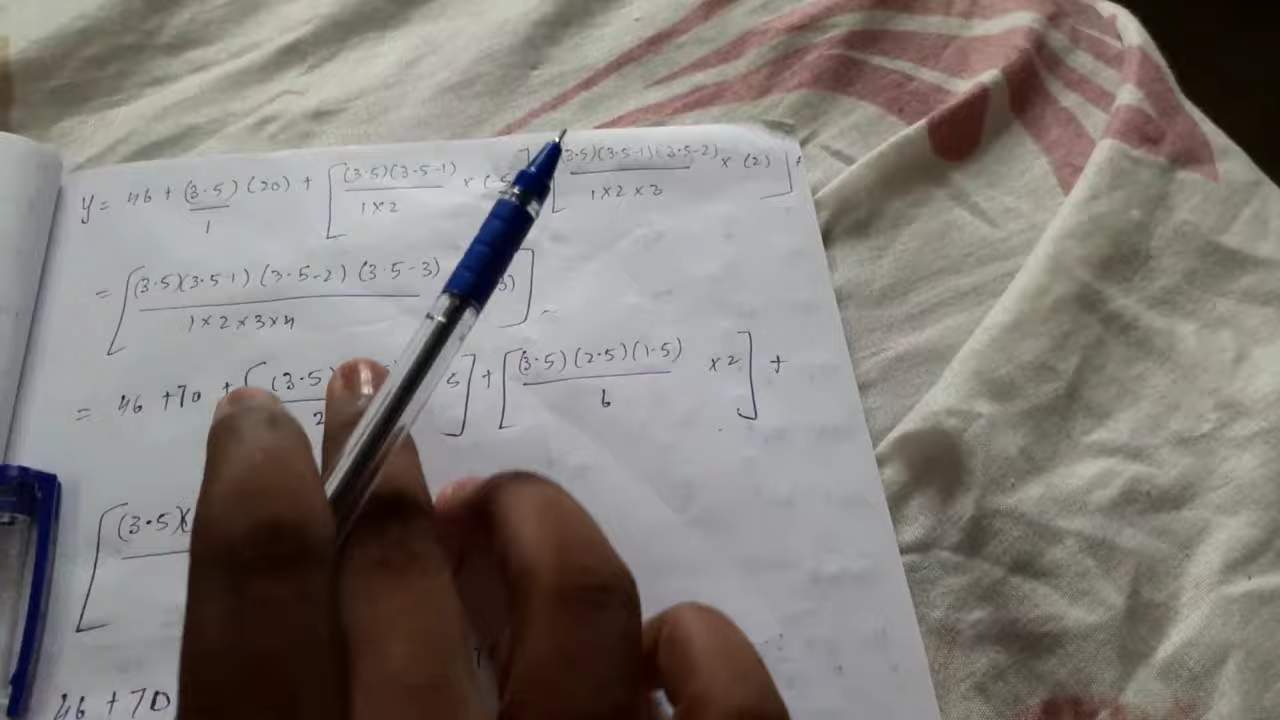 y = 46 + (3.5)/1 (20) + [(3.5)(3.5-1)/1×2 × (-5 ] [(3.5)(3.5-1)(3.5-2)/1×2×3 × (2)] +
= [(3.5)(3.5-1)(3.5-2)(3.5-3)/1×2×3×4 3)]
= 46 +70 + [(3.5) /2 5] + [(3.5)(2.5)(1.5)/6 ×2] +
[(3.5)(
46 + 70